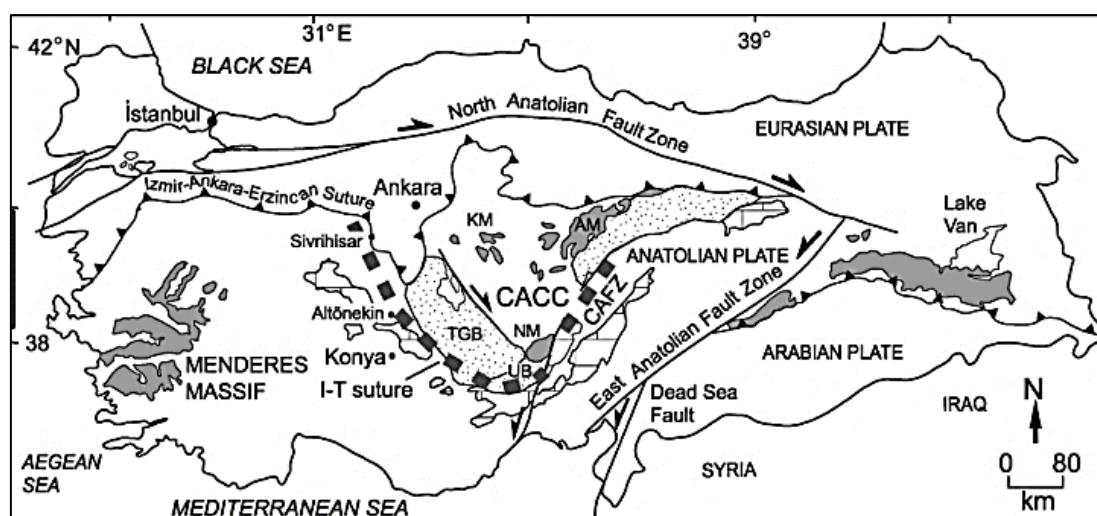 42°N
31°E
39°
BLACK SEA
İstanbul
North Anatolian
Fault Zone
EURASIAN PLATE
Izmir-Ankara-Erzincan Suture
Ankara
Lake
Van
KM
AM
Sivrihisar
ANATOLIAN PLATE
CACC
CAFZ
Altōnekin
TGB
NM
38
MENDERES
MASSIF
Konya
UB
I-T suture
East Anatolian Fault Zone
ARABIAN PLATE
Dead Sea
Fault
IRAQ
N
AEGEAN
SEA
SYRIA
0 80
km
MEDITERRANEAN SEA